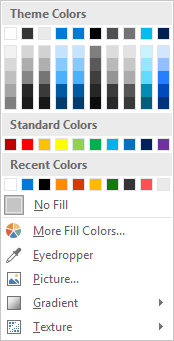 Theme Colors
Standard Colors
Recent Colors
No Fill
More Fill Colors...
Eyedropper
Picture...
Gradient
Texture